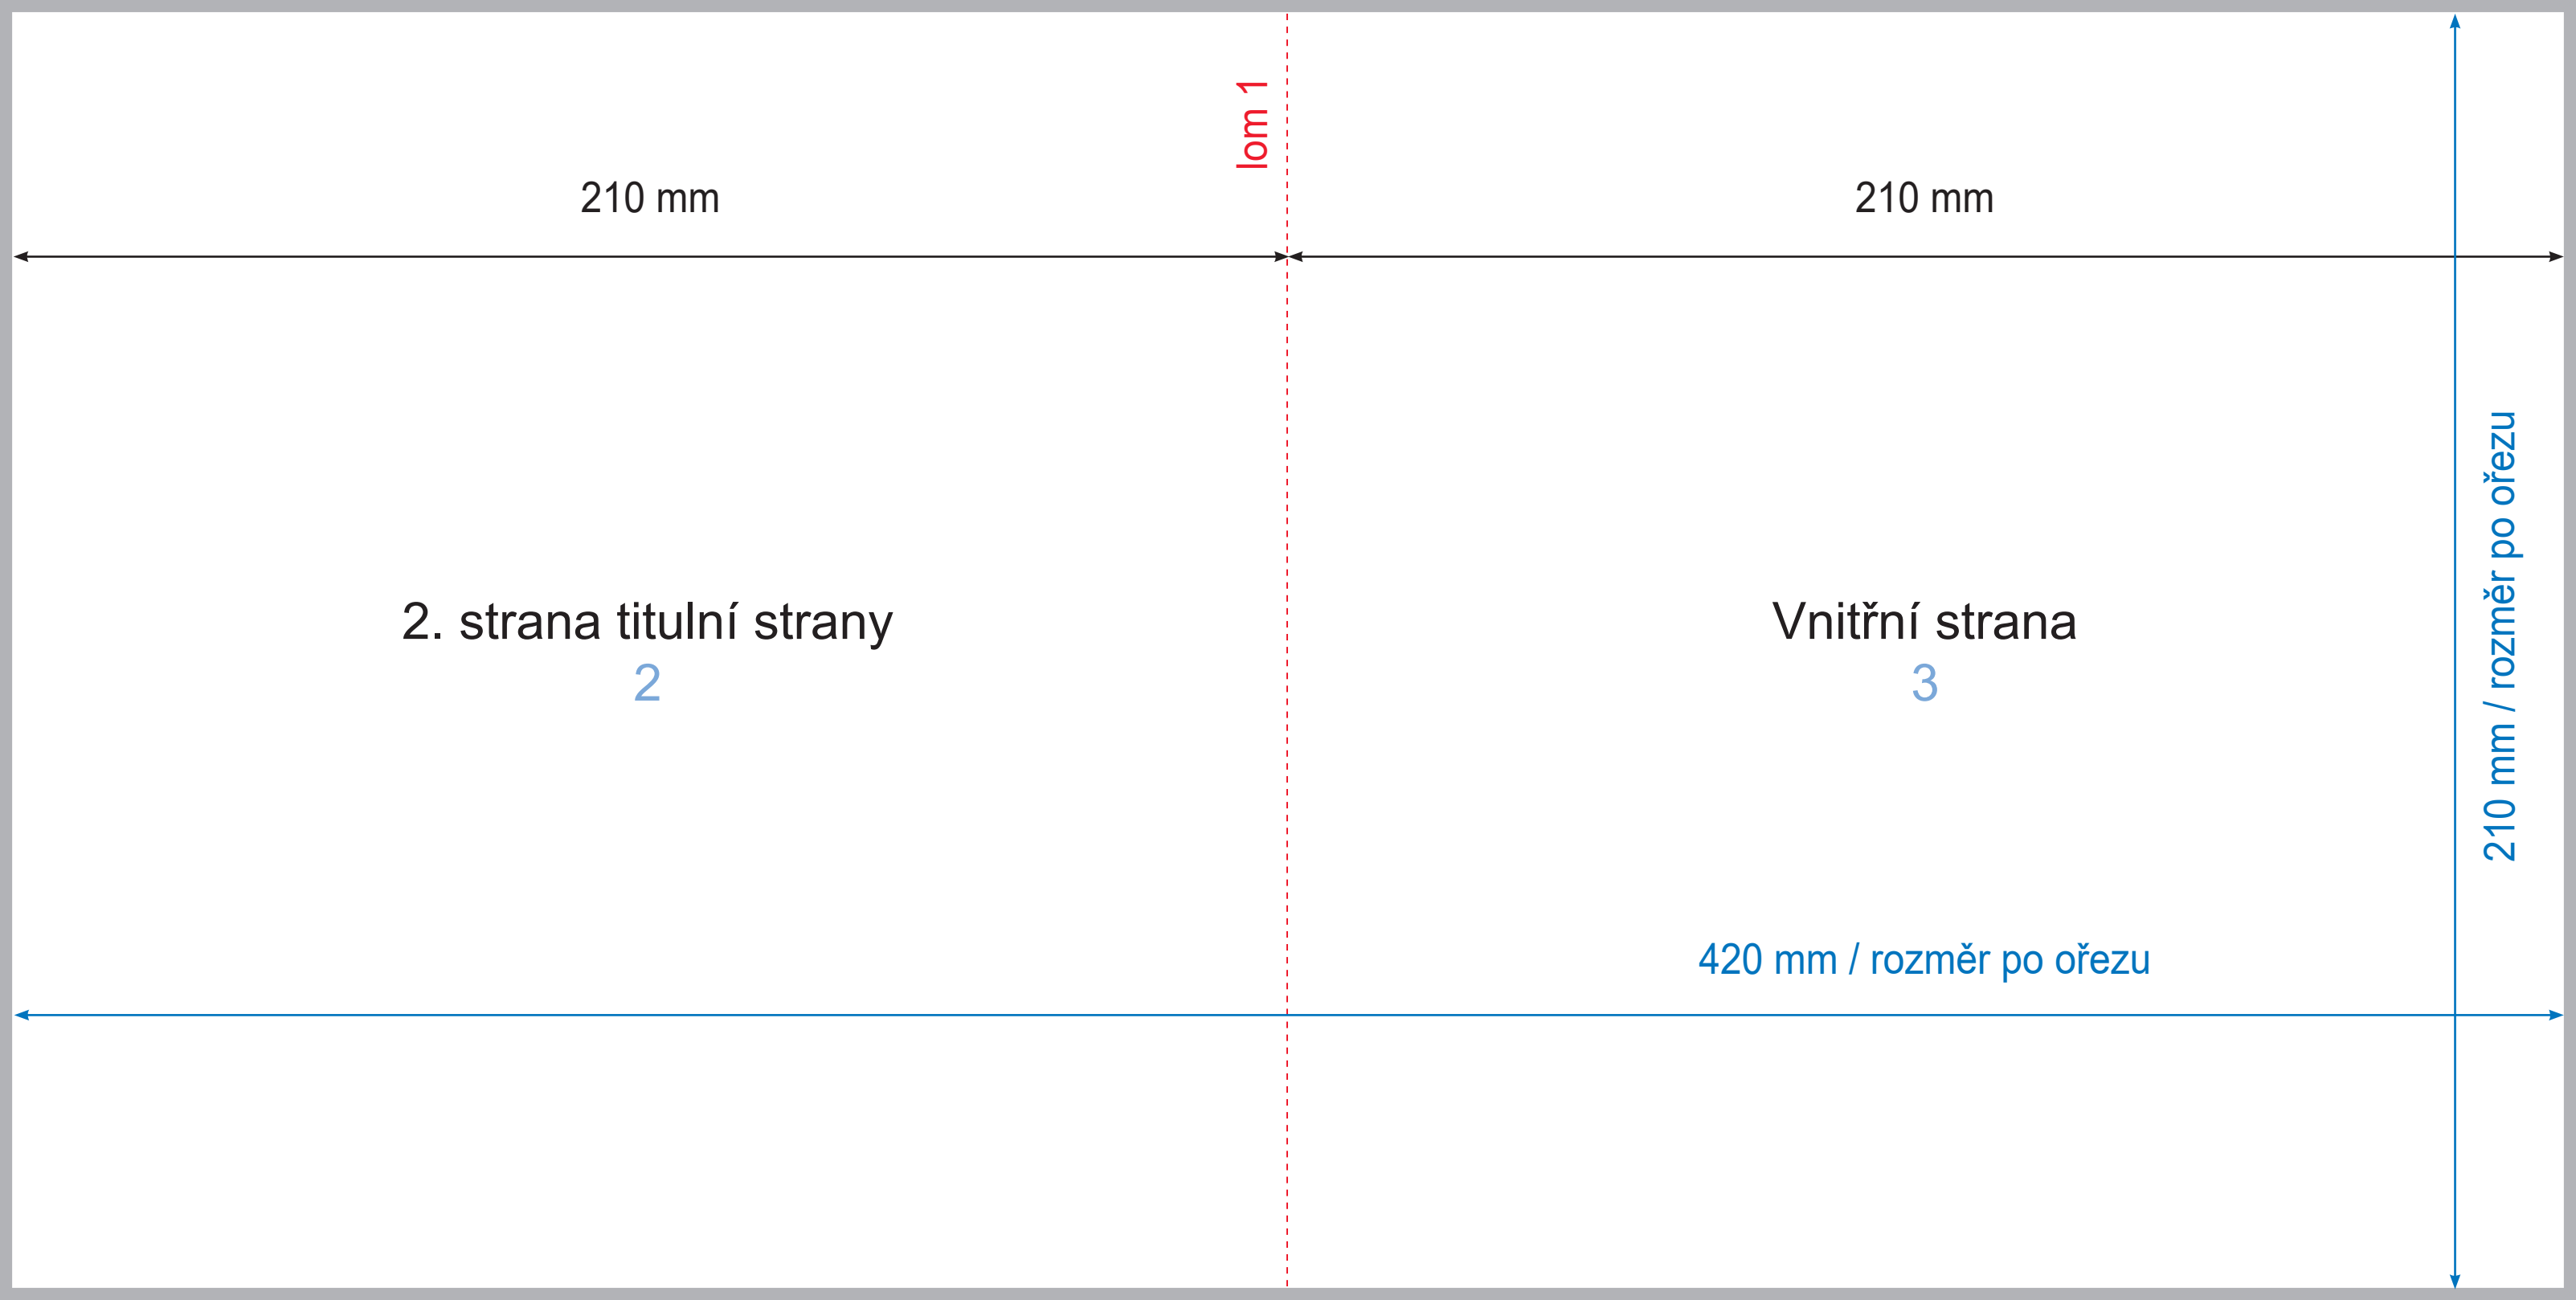 lom 1
210 mm
210 mm
2. strana titulní strany
2
Vnitřní strana
3
210 mm / rozměr po ořezu
420 mm / rozměr po ořezu